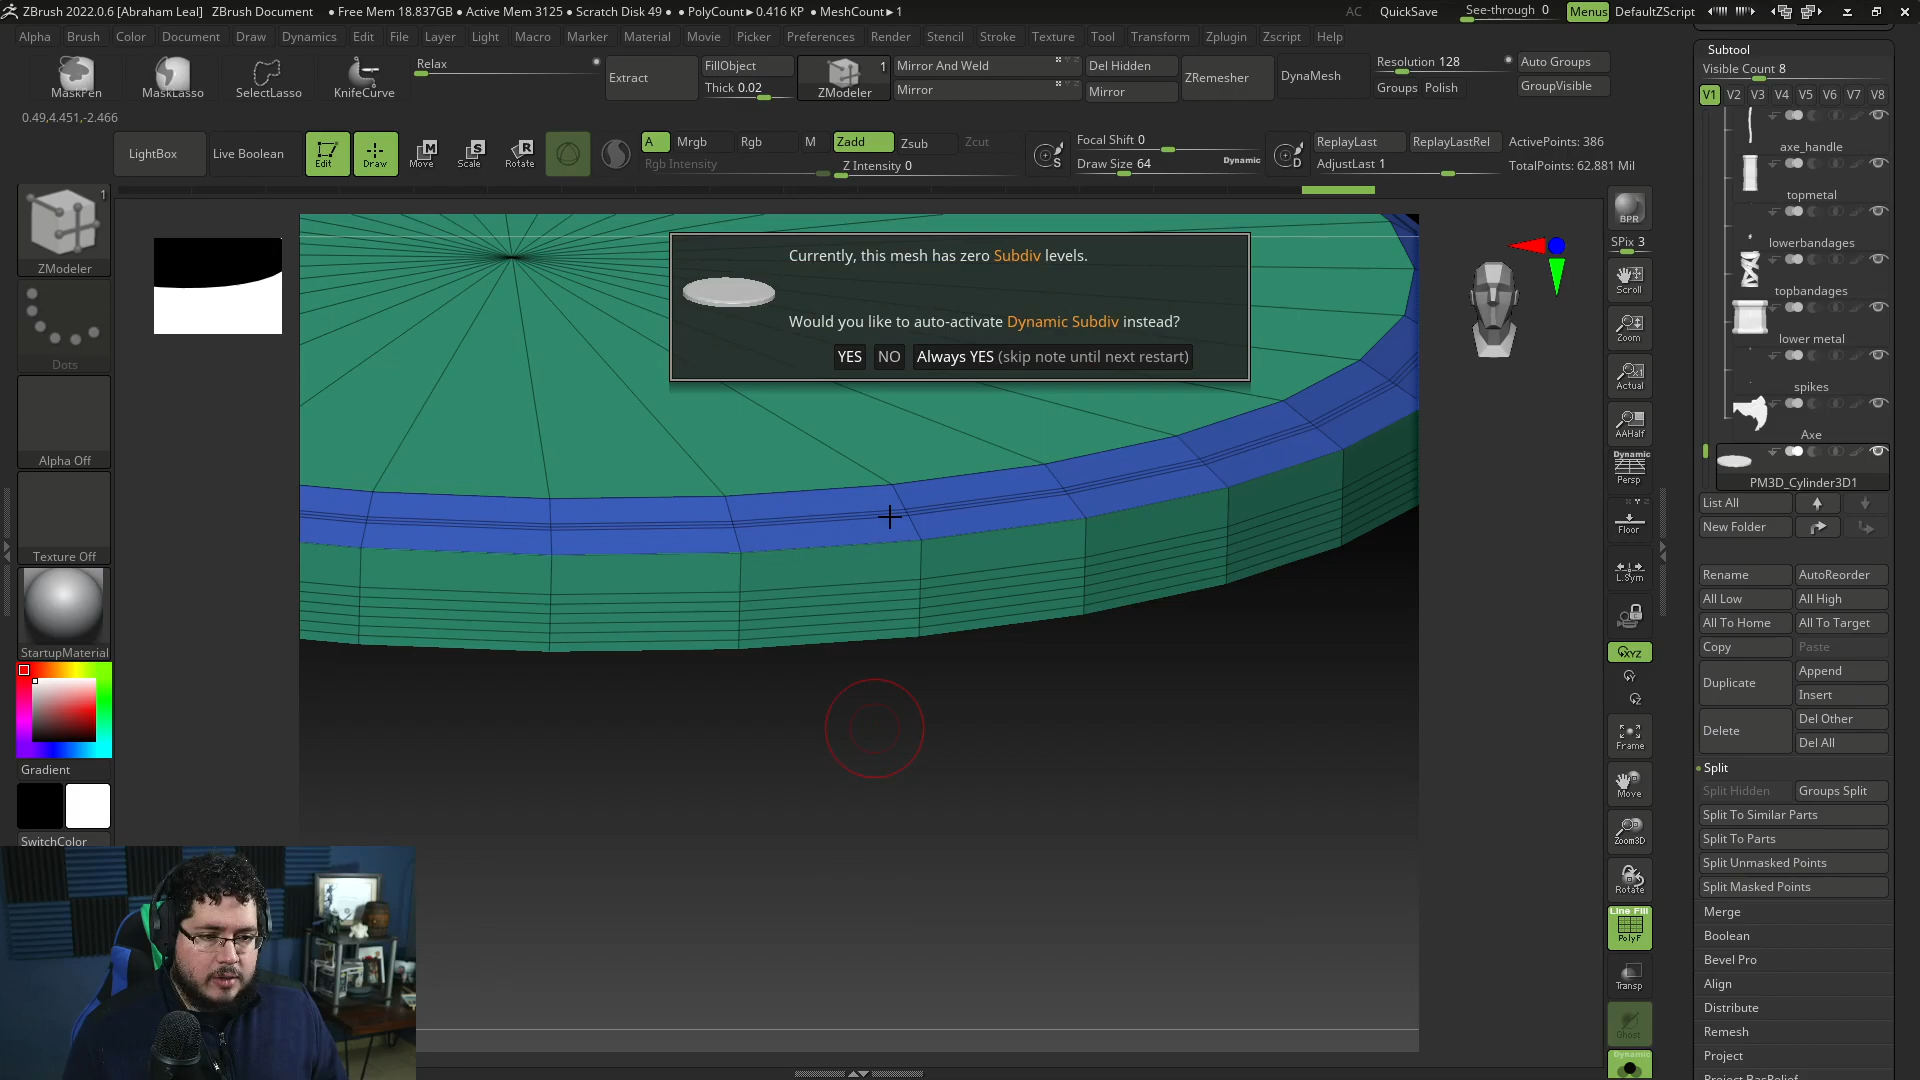 ZBrush 2022.0.6 [Abraham Leal] ZBrush Document • Free Mem 18.837GB • Active Mem 3125 • Scratch Disk 49 • PolyCount▸0.416 KP • MeshCount▸1
AC QuickSave See-through 0 Menus DefaultZScript
Alpha Brush Color Document Draw Dynamics Edit File Layer Light Macro Marker Material Movie Picker Preferences Render Stencil Stroke Texture Tool Transform Zplugin Zscript Help
MaskPen MaskLasso SelectLasso KnifeCurve
Relax
Extract
FillObject
Thick 0.02
1
ZModeler
Mirror And Weld
Mirror
Del Hidden
Mirror
ZRemesher
DynaMesh
Resolution 128
Groups Polish
Auto Groups
GroupVisible
0.49,4.451,-2.466
LightBox
Live Boolean
Edit
Draw
Move
Scale
Rotate
A Mrgb Rgb M
Rgb Intensity
Zadd Zsub Zcut
Z Intensity 0
Focal Shift 0
Draw Size 64 Dynamic
ReplayLast ReplayLastRel
AdjustLast 1
ActivePoints: 386
TotalPoints: 62.881 Mil
1
ZModeler
Dots
Alpha Off
Texture Off
StartupMaterial
Gradient
SwitchColor
Currently, this mesh has zero Subdiv levels.
Would you like to auto-activate Dynamic Subdiv instead?
YES NO Always YES (skip note until next restart)
BPR
SPix 3
Scroll
Zoom
Actual
AAHalf
Dynamic
Persp
Floor
L.Sym
XYZ
Frame
Move
Zoom3D
Rotate
Line Fill
PolyF
Transp
Ghost
Dynamic
Subtool
Visible Count 8
V1 V2 V3 V4 V5 V6 V7 V8
axe_handle
topmetal
lowerbandages
topbandages
lower metal
spikes
Axe
PM3D_Cylinder3D1
List All
New Folder
Rename AutoReorder
All Low All High
All To Home All To Target
Copy Paste
Duplicate Append
Insert
Delete Del Other
Del All
Split
Split Hidden Groups Split
Split To Similar Parts
Split To Parts
Split Unmasked Points
Split Masked Points
Merge
Boolean
Bevel Pro
Align
Distribute
Remesh
Project
Project BasRelief